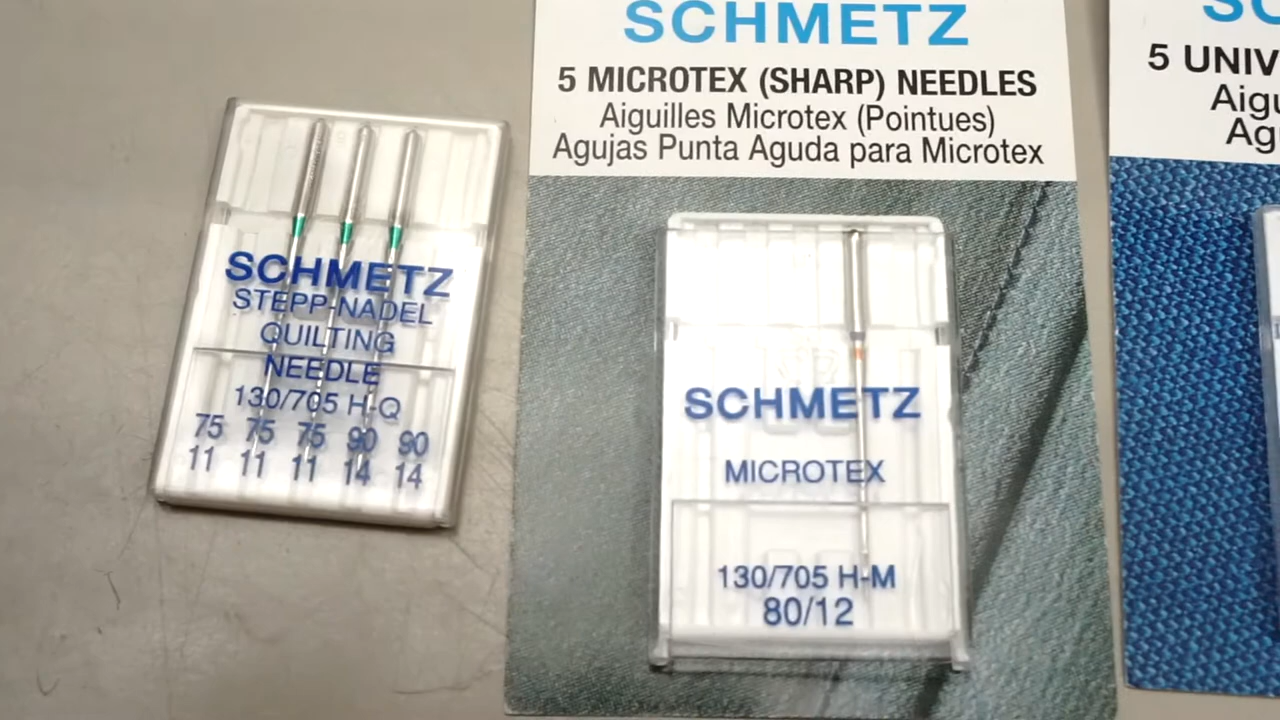 SCHMETZ
STEPP-NADEL
QUILTING
NEEDLE
130/705 H-Q
75 75 75 90 90
11 11 11 14 14
SCHMETZ
5 MICROTEX (SHARP) NEEDLES
Aiguilles Microtex (Pointues)
Agujas Punta Aguda para Microtex
SCHMETZ
MICROTEX
130/705 H-M
80/12
5 UNIV
Aigu
Ag